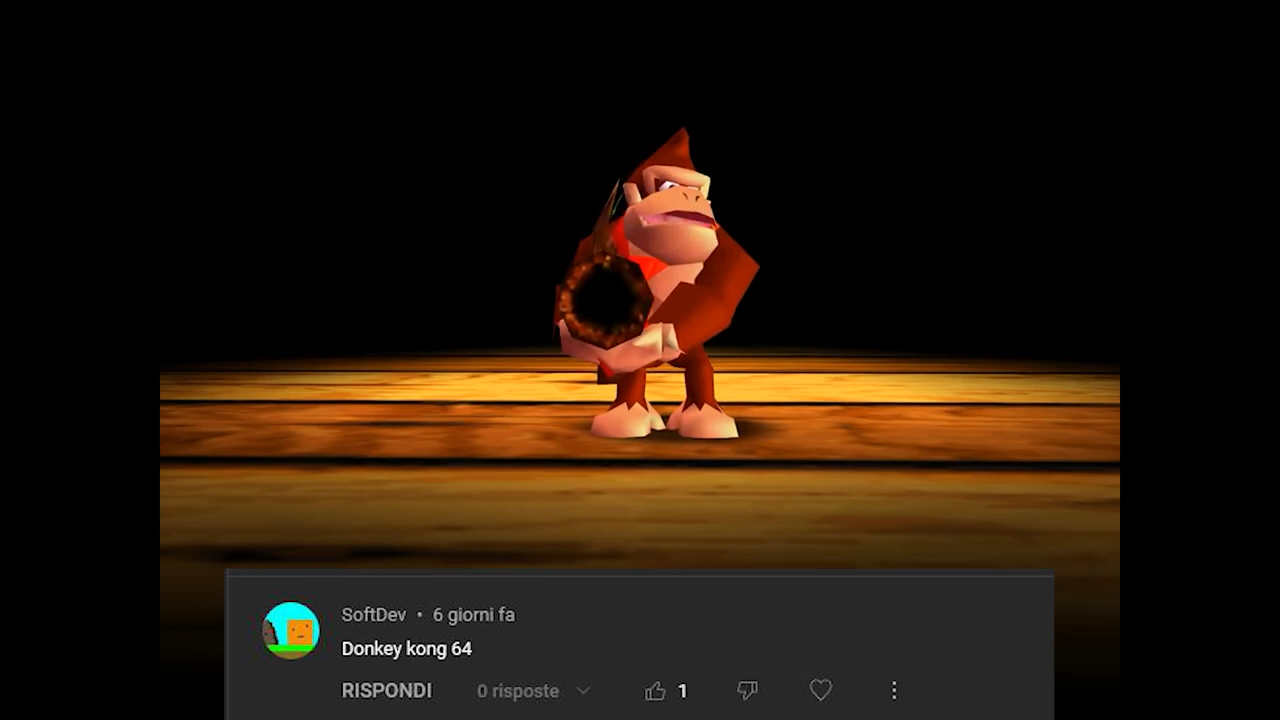 SoftDev • 6 giorni fa
Donkey kong 64
RISPONDI 0 risposte 1